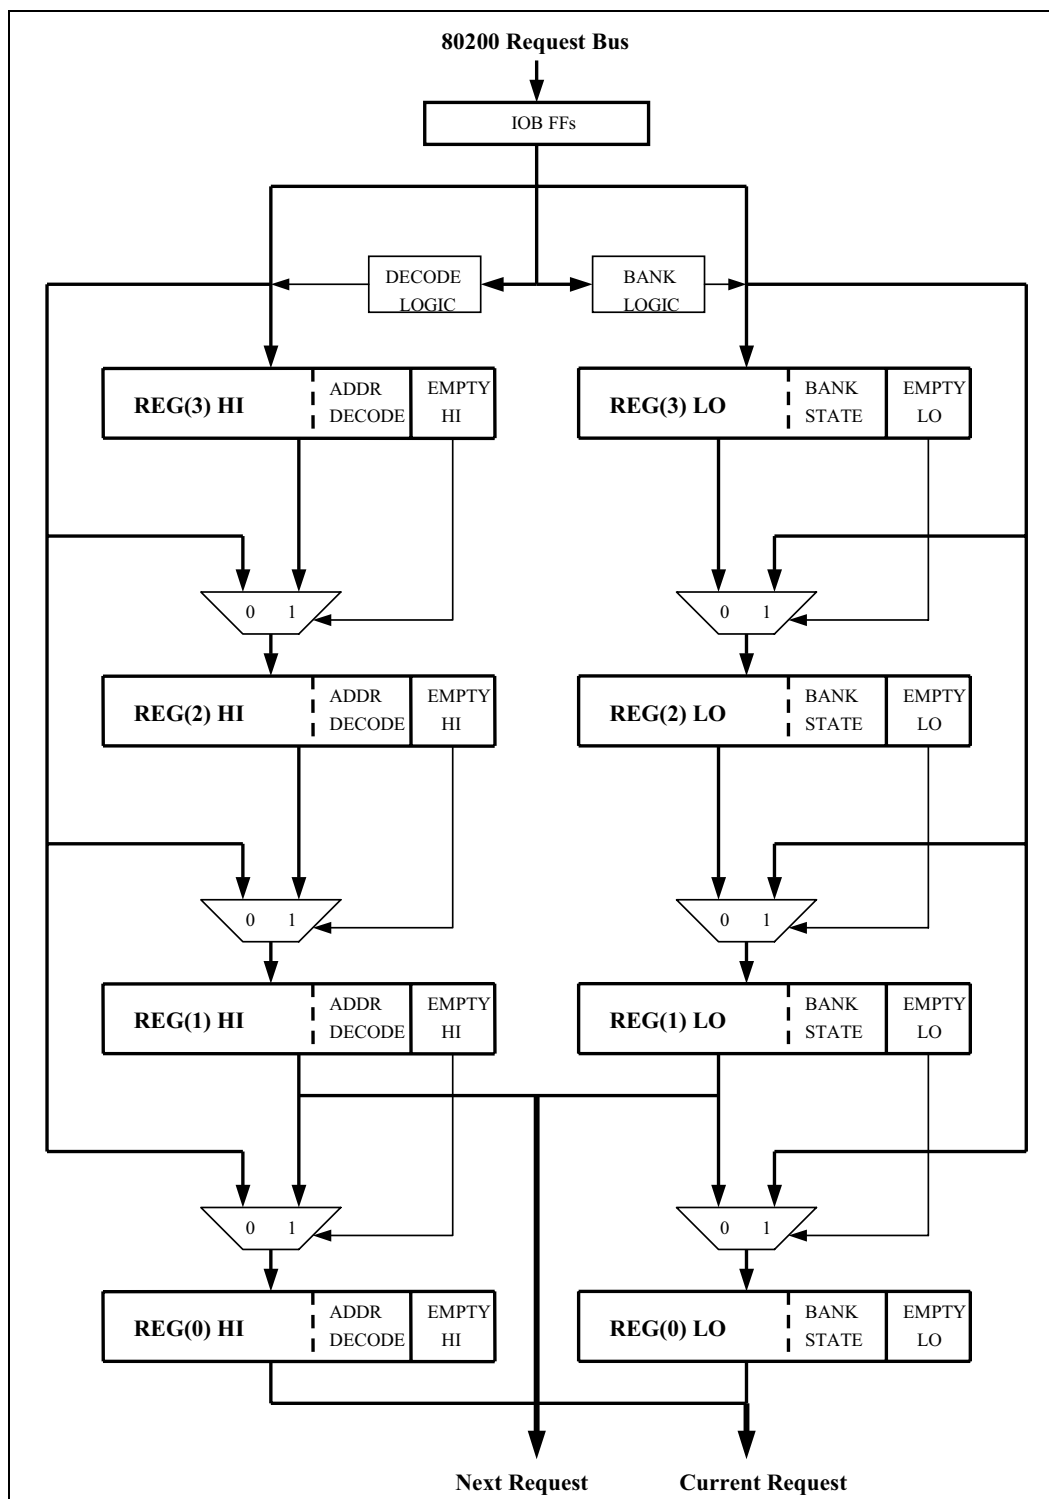 80200 Request Bus
IOB FFs
DECODE
LOGIC
BANK
LOGIC
REG(3) HI
ADDR
DECODE
EMPTY
HI
REG(3) LO
BANK
STATE
EMPTY
LO
0 1
0 1
REG(2) HI
ADDR
DECODE
EMPTY
HI
REG(2) LO
BANK
STATE
EMPTY
LO
0 1
0 1
REG(1) HI
ADDR
DECODE
EMPTY
HI
REG(1) LO
BANK
STATE
EMPTY
LO
0 1
0 1
REG(0) HI
ADDR
DECODE
EMPTY
HI
REG(0) LO
BANK
STATE
EMPTY
LO
Next Request
Current Request